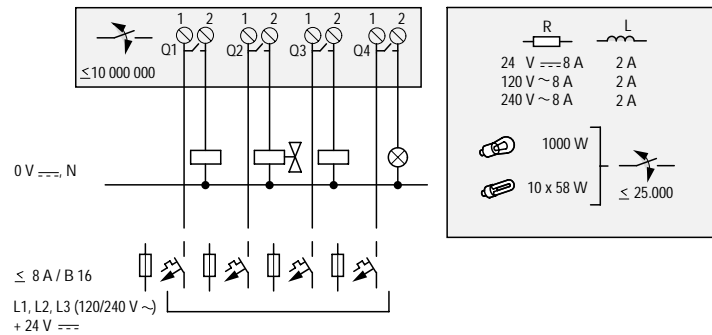 1 2 1 2 1 2 1 2
Q1 Q2 Q3 Q4
≤10 000 000
0 V ⎓, N
≤ 8 A / B 16
L1, L2, L3 (120/240 V ~)
+ 24 V ⎓
R L
24 V ⎓ 8 A 2 A
120 V ~ 8 A 2 A
240 V ~ 8 A 2 A
1000 W
10 x 58 W
≤ 25.000